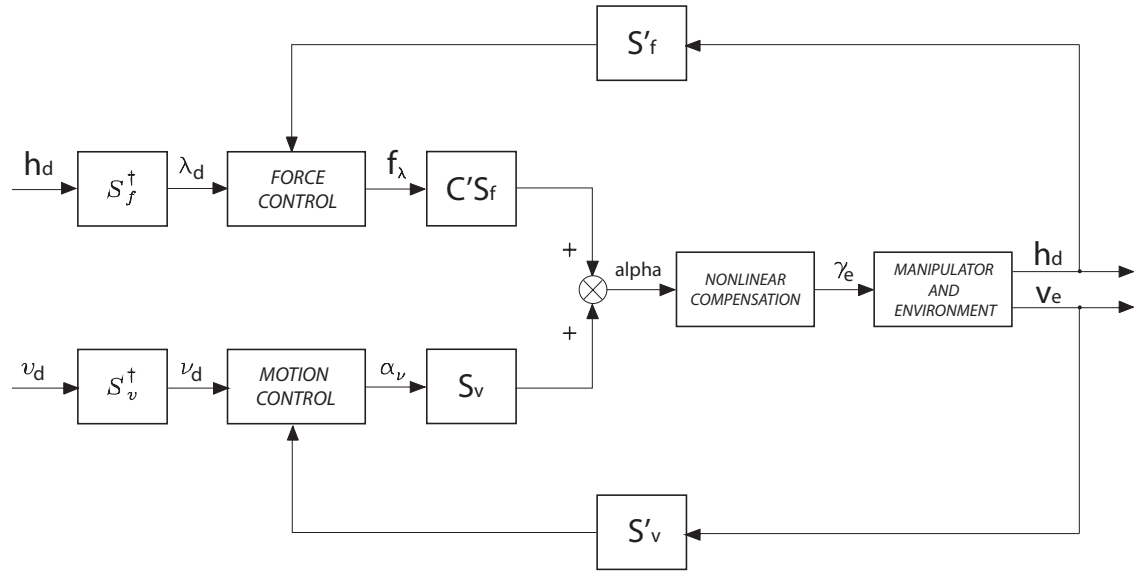 S'f
hd
S†f
λd
FORCE
CONTROL
fλ
C'Sf
+
alpha
NONLINEAR
COMPENSATION
γe
MANIPULATOR
AND
ENVIRONMENT
hd
ve
+
υd
S†v
νd
MOTION
CONTROL
αν
Sv
S'v